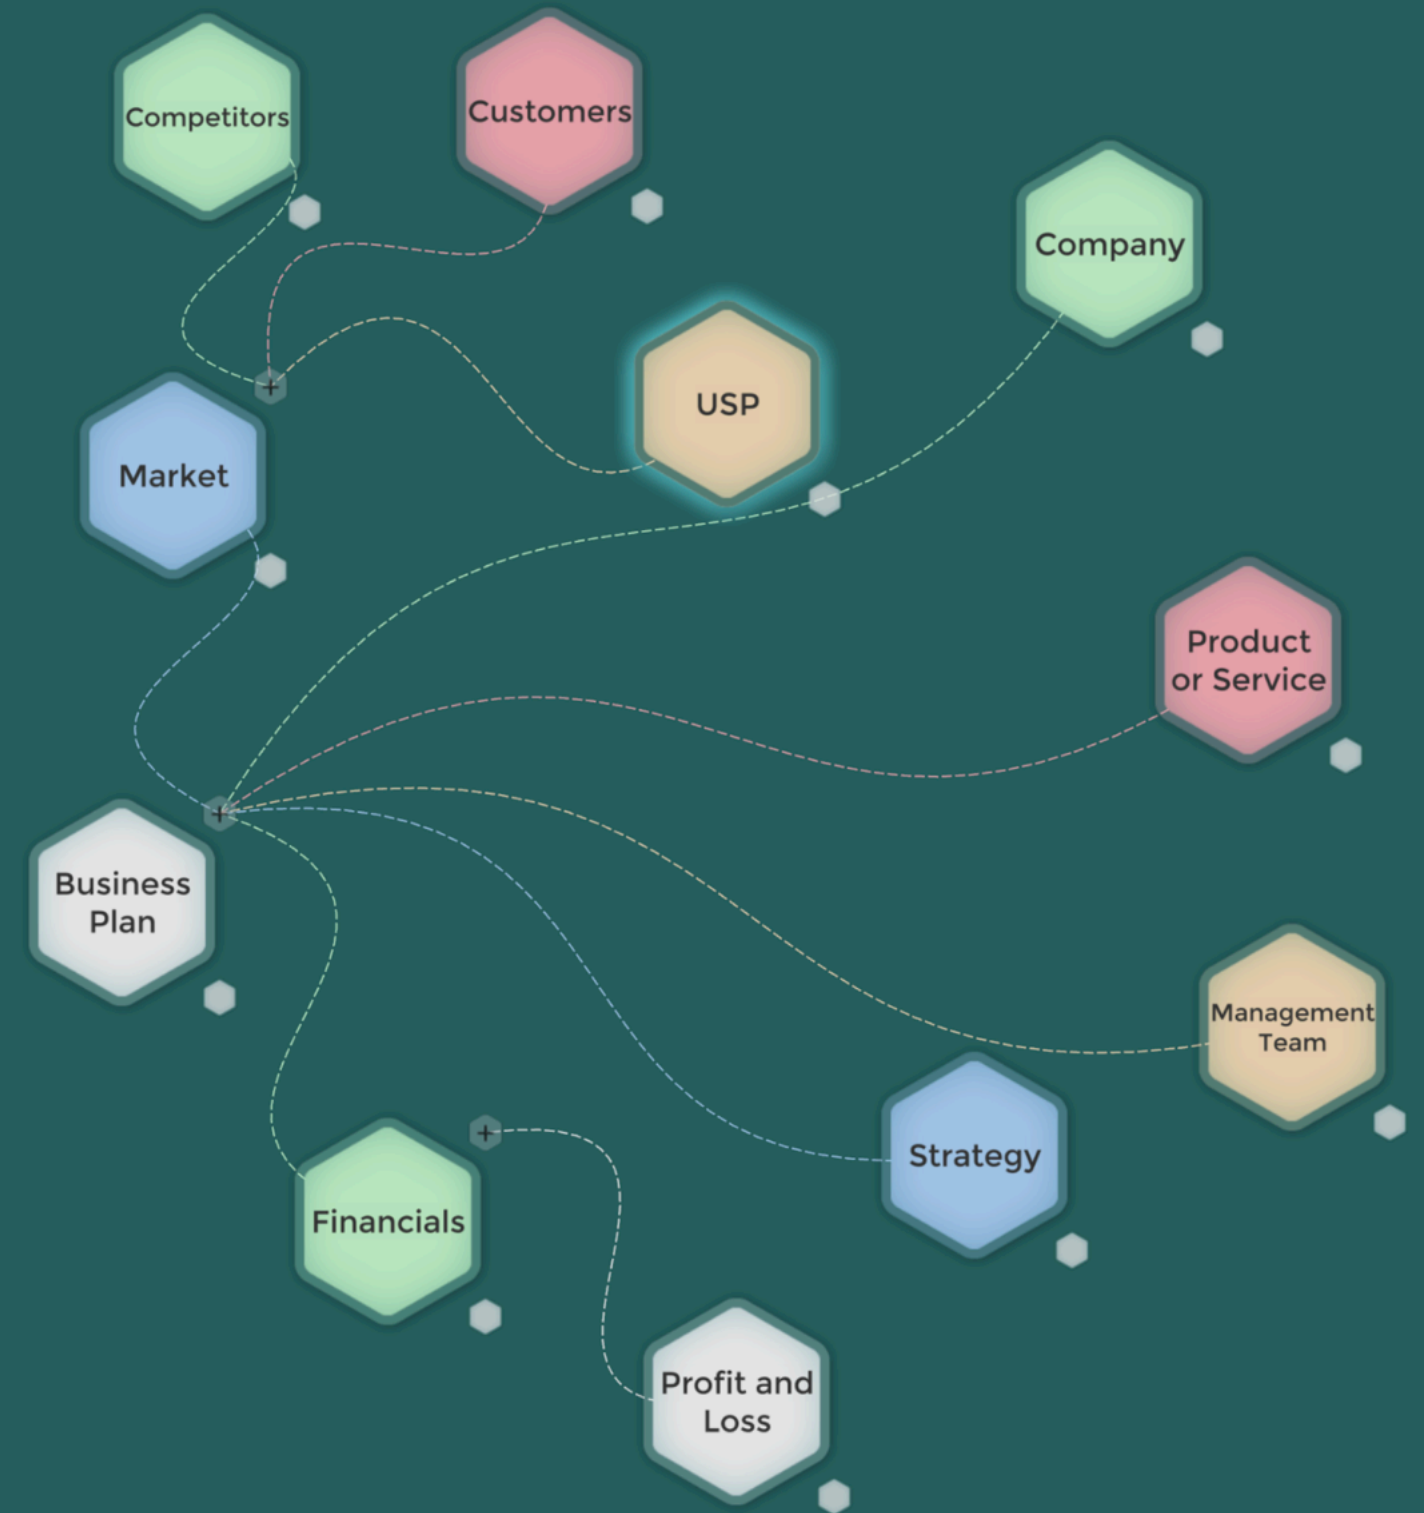 Competitors
Customers
Company
USP
Market
Product
or Service
Business
Plan
Management
Team
Strategy
Financials
Profit and
Loss